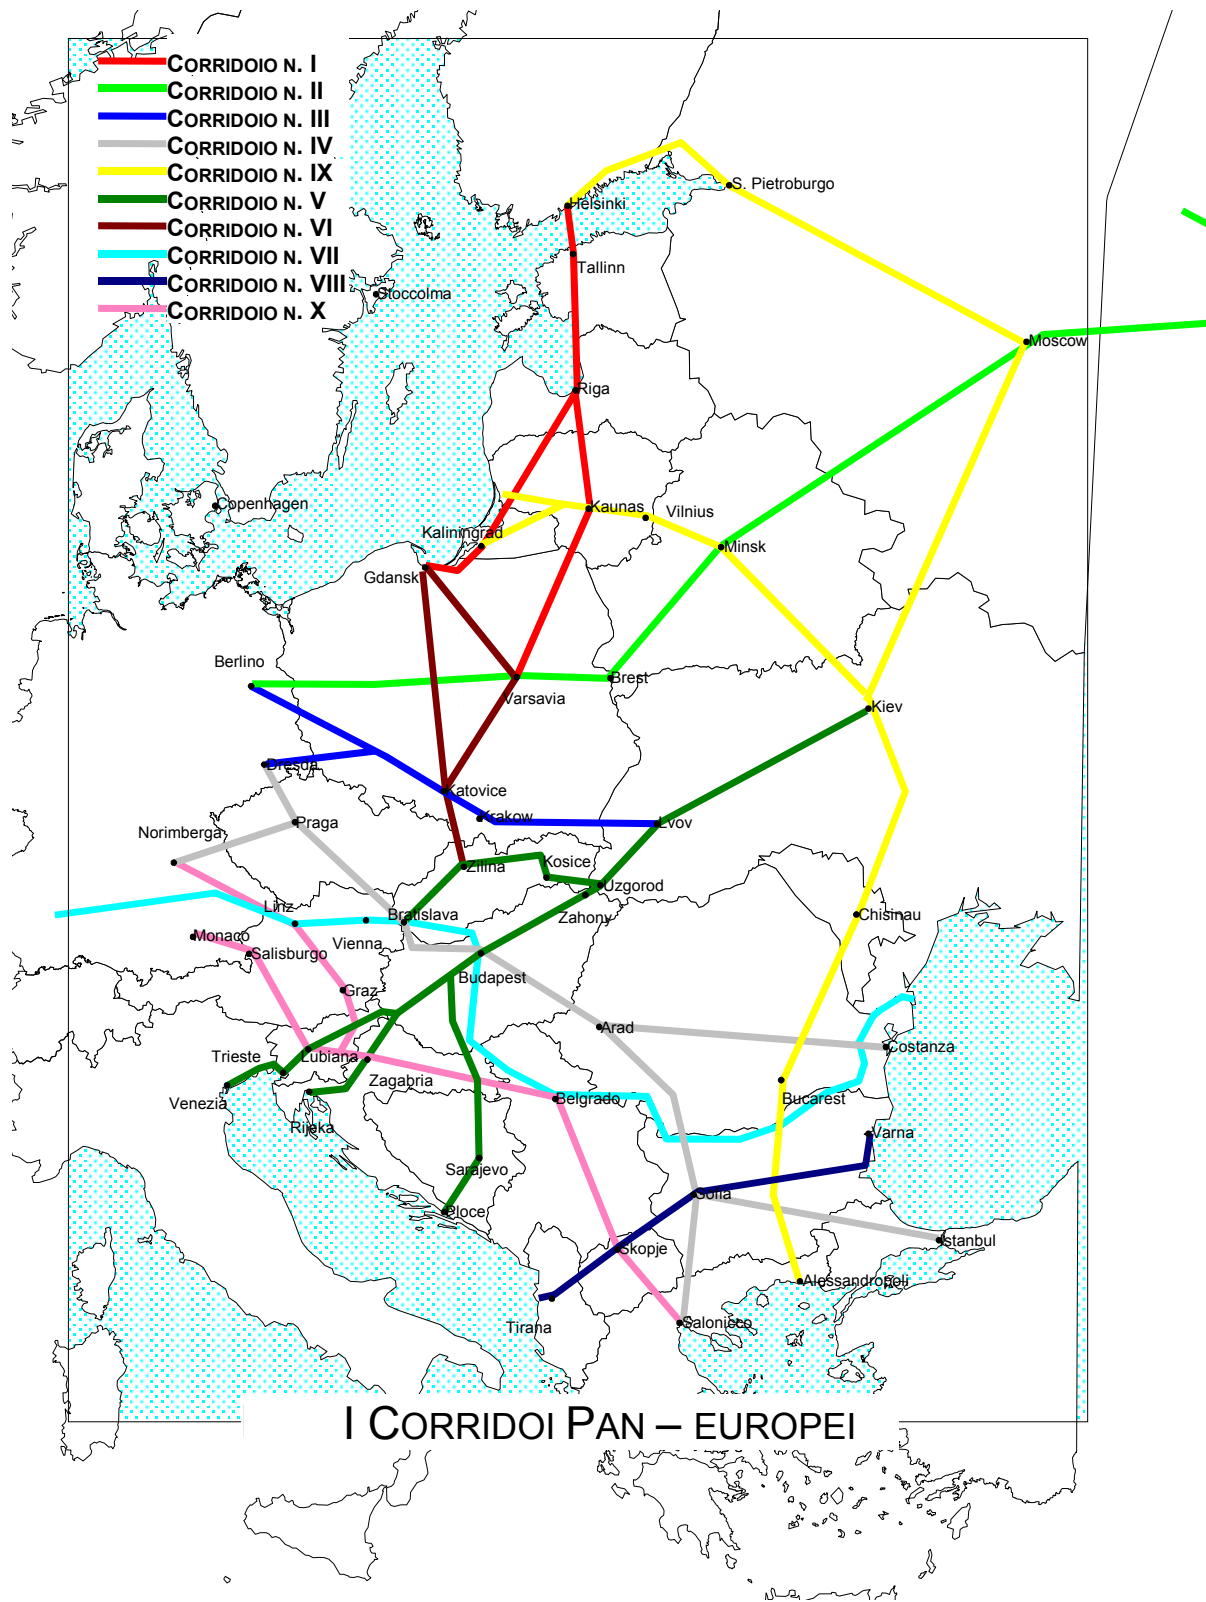 CORRIDOIO N. I
CORRIDOIO N. II
CORRIDOIO N. III
CORRIDOIO N. IV
CORRIDOIO N. IX
CORRIDOIO N. V
CORRIDOIO N. VI
CORRIDOIO N. VII
CORRIDOIO N. VIII
CORRIDOIO N. X
S. Pietroburgo
Helsinki
Tallinn
Stoccolma
Moscow
Riga
Copenhagen
Kaunas
Vilnius
Kaliningrad
Minsk
Gdansk
Berlino
Brest
Varsavia
Kiev
Dresda
Katovice
Krakow
Praga
Lvov
Norimberga
Zilina
Kosice
Uzgorod
Zahony
Linz
Bratislava
Chisinau
Monaco
Vienna
Salisburgo
Budapest
Graz
Arad
Costanza
Trieste
Lubiana
Zagabria
Venezia
Belgrado
Bucarest
Rijeka
Varna
Sarajevo
Sofia
Ploce
Istanbul
Skopje
Alessandropoli
Tirana
Salonicco
I CORRIDOI PAN – EUROPEI